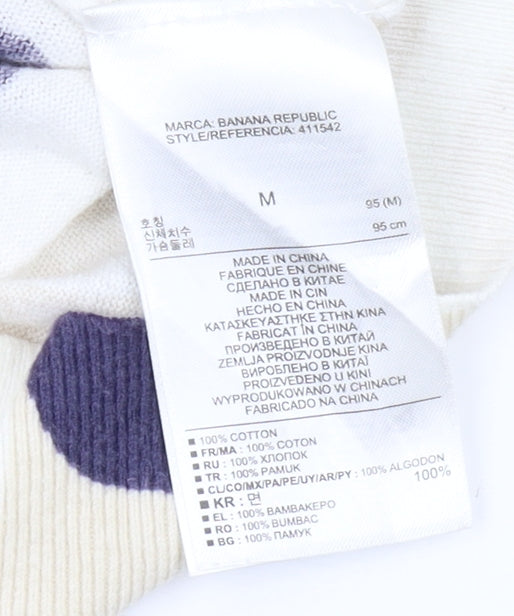 MARCA: BANANA REPUBLIC
STYLE/REFERENCIA: 411542
M
95 (M)
호칭
신체치수
가슴둘레
95 cm
MADE IN CHINA
FABRIQUE EN CHINE
СДЕЛАНО В КИТАЕ
MADE IN CIN
HECHO EN CHINA
ΚΑΤΑΣΚΕΥΑΣΤΗΚΕ ΣΤΗΝ ΚΙΝΑ
FABRICAT ÎN CHINA
ПРОИЗВЕДЕНО В КИТАЙ
ZEMLJA PROIZVODNJE KINA
ВИРОБЛЕНО В КИТАЇ
PROIZVEDENO U KINI
WYPRODUKOWANO W CHINACH
FABRICADO NA CHINA
■ 100% COTTON
■ FR/MA : 100% COTON
■ RU : 100% ХЛОПОК
■ TR : 100% PAMUK
■ CL/CO/MX/PA/PE/UY/AR/PY : 100% ALGODON
■ KR : 면 100%
■ EL : 100% ΒΑΜΒΑΚΕΡΟ
■ RO : 100% BUMBAC
■ BG : 100% ПАМУК